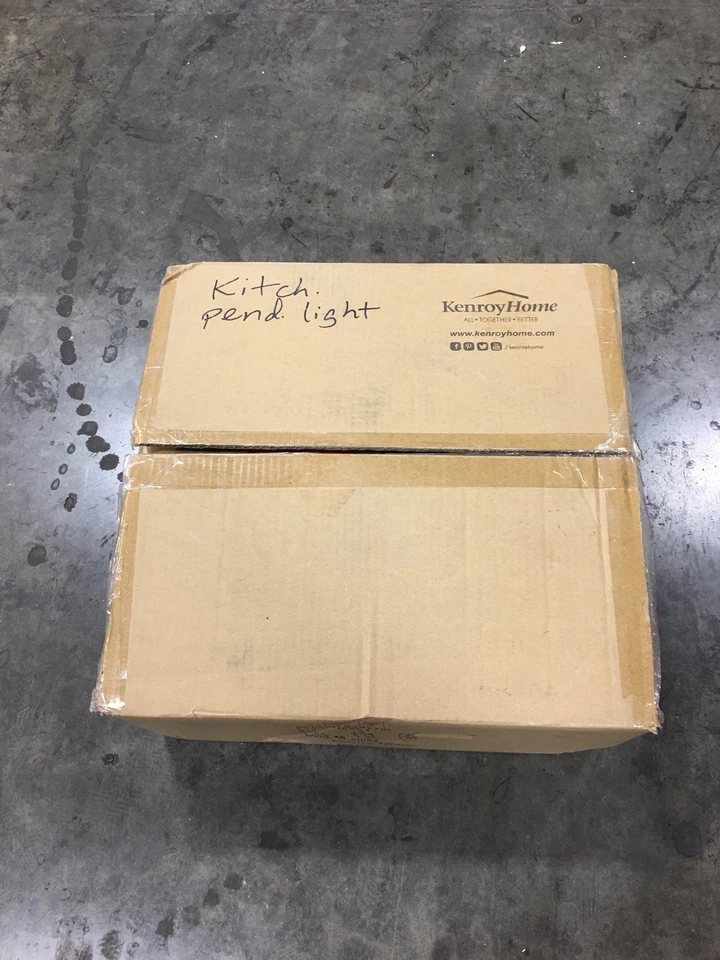 Kitch.
pend. light
KenroyHome
ALL • TOGETHER • BETTER
www.kenroyhome.com
/ kenroyhome